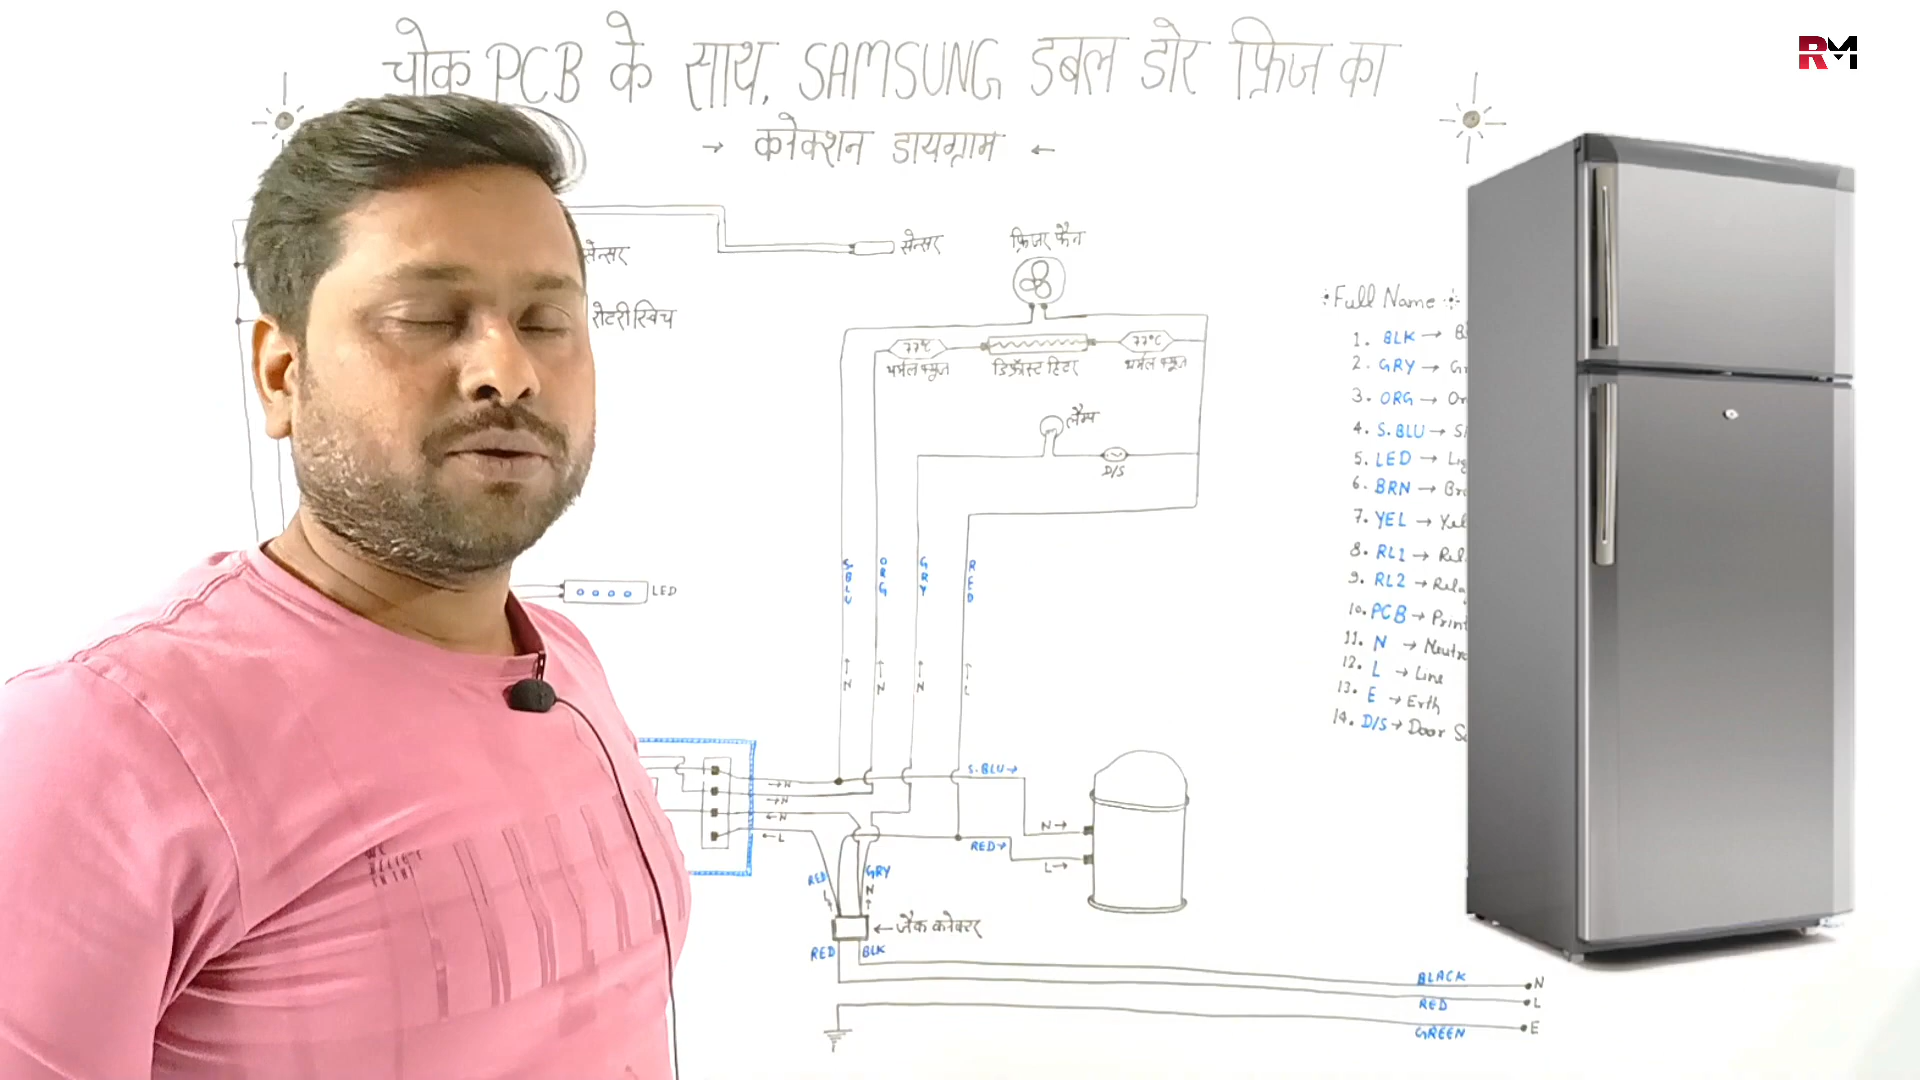 चोक PCB के साथ, SAMSUNG डबल डोर फ्रिज का
→ कनेक्शन डायग्राम ←
RM
सेन्सर
सेन्सर
रोटरी स्विच
फ्रिजर फैन
77°C
77°C
थर्मल फ्यूज
डिफ्रॉस्ट हिटर
थर्मल फ्यूज
लैम्प
D/S
LED
S.BLU
ORG
GRY
RED
→N
→N
→N
→L
→N
→N
←N
←L
S.BLU→
RED→
N→
L→
RED
L
GRY
N
←जैक कनेक्टर
RED
BLK
BLACK
N
RED
L
GREEN
E
Full Name
1. BLK →
2. GRY →
3. ORG →
4. S.BLU →
5. LED →
6. BRN →
7. YEL →
8. RL1 →
9. RL2 →
10. PCB →
11. N →
12. L → Line
13. E → Erth
14. D/S → Door